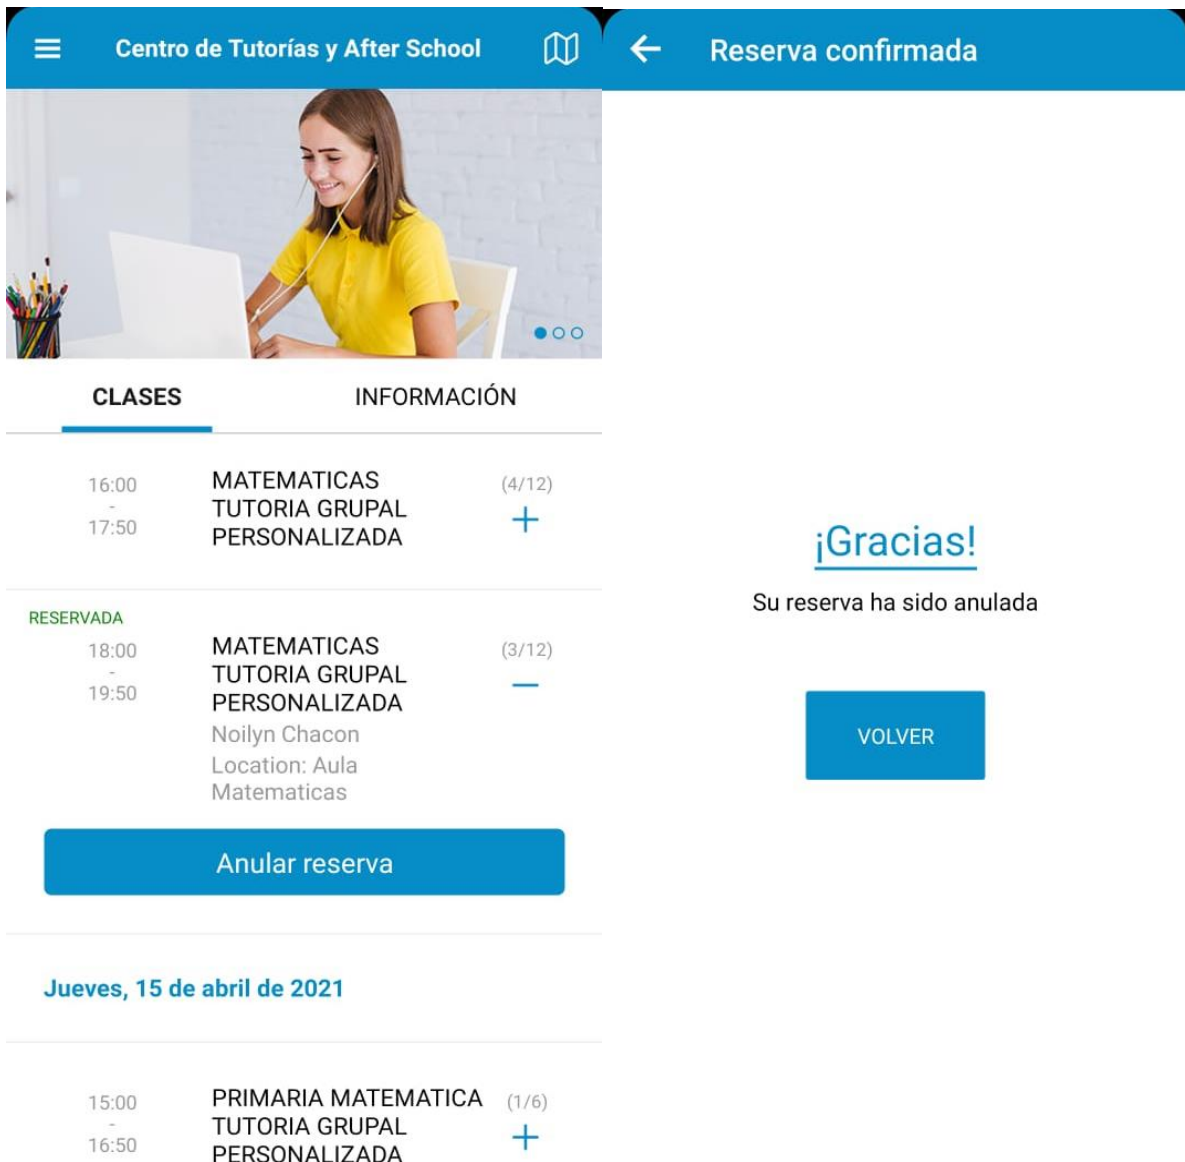 Centro de Tutorías y After School
CLASES
INFORMACIÓN
16:00
-
17:50
MATEMATICAS
TUTORIA GRUPAL
PERSONALIZADA
(4/12)
+
RESERVADA
18:00
-
19:50
MATEMATICAS
TUTORIA GRUPAL
PERSONALIZADA
Noilyn Chacon
Location: Aula
Matematicas
(3/12)
−
Anular reserva
Jueves, 15 de abril de 2021
15:00
-
16:50
PRIMARIA MATEMATICA
TUTORIA GRUPAL
PERSONALIZADA
(1/6)
+
Reserva confirmada
¡Gracias!
Su reserva ha sido anulada
VOLVER